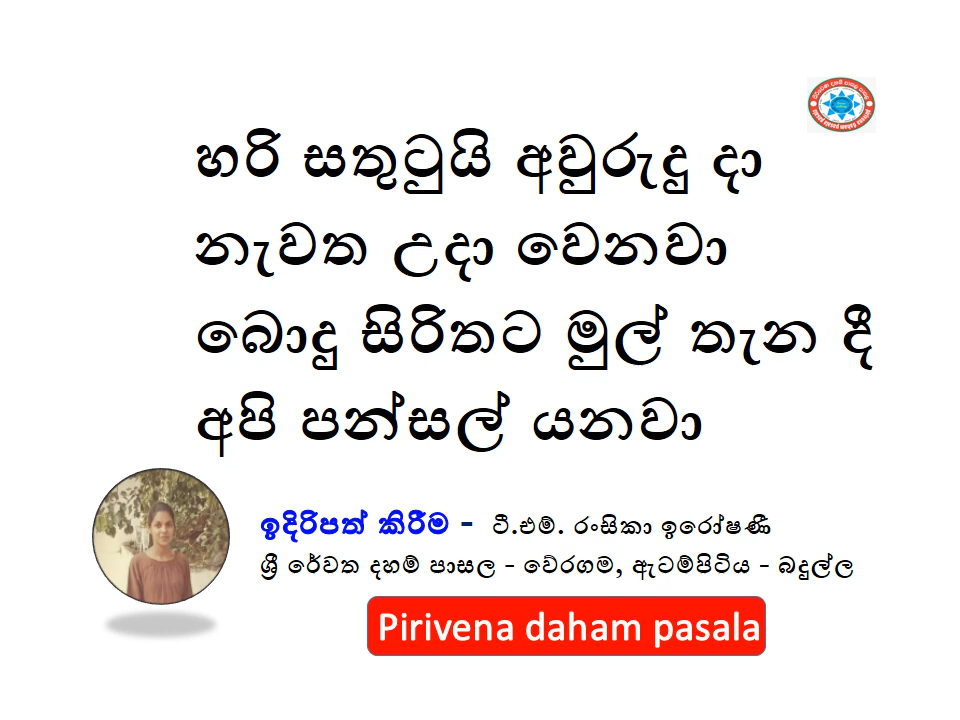 හරි සතුටුයි අවුරුදු දා
නැවත උදා වෙනවා
බොදු සිරිතට මුල් තැන දී
අපි පන්සල් යනවා
ඉදිරිපත් කිරීම - ටී.එම්. රංසිකා ඉරෝෂණී
ශ්‍රී රේවත දහම් පාසල - වේරගම, ඇටම්පිටිය - බදුල්ල
Pirivena daham pasala